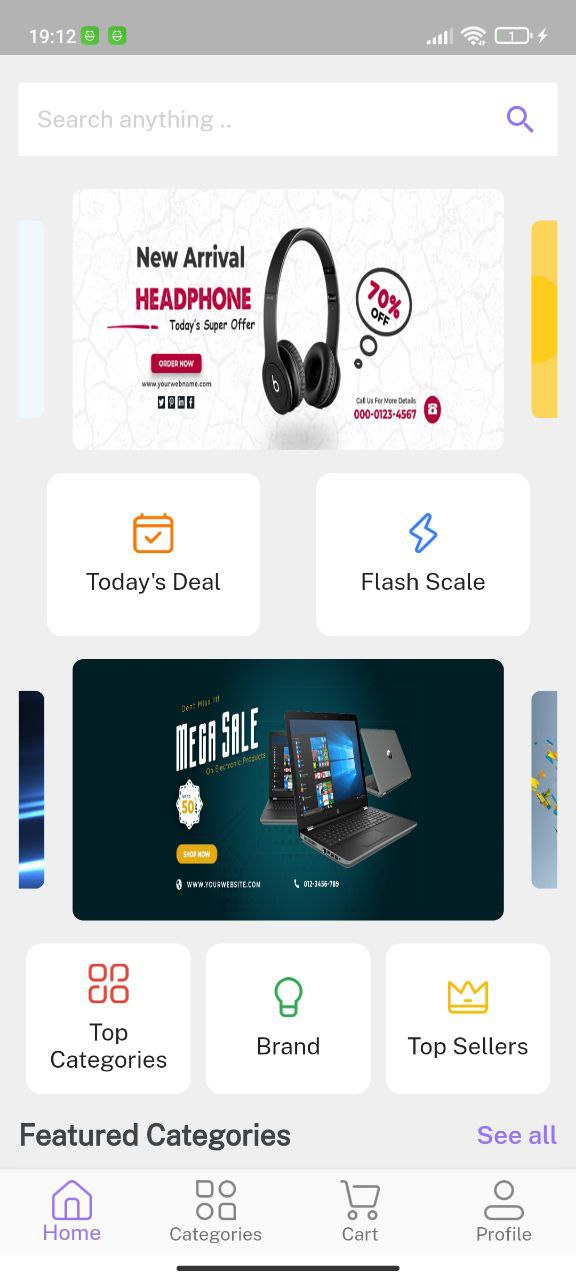 19:12
1
Search anything ..
New Arrival
HEADPHONE
Today's Super Offer
70%
OFF
ORDER NOW
www.yourwebname.com
Call Us For More Details
000-0123-4567
Today's Deal
Flash Scale
Dont Miss It!
MEGA SALE
On Electronic Products
UP TO
50%
SHOP NOW
WWW.YOURWEBSITE.COM
012-3456-789
Top
Categories
Brand
Top Sellers
Featured Categories
See all
Home
Categories
Cart
Profile